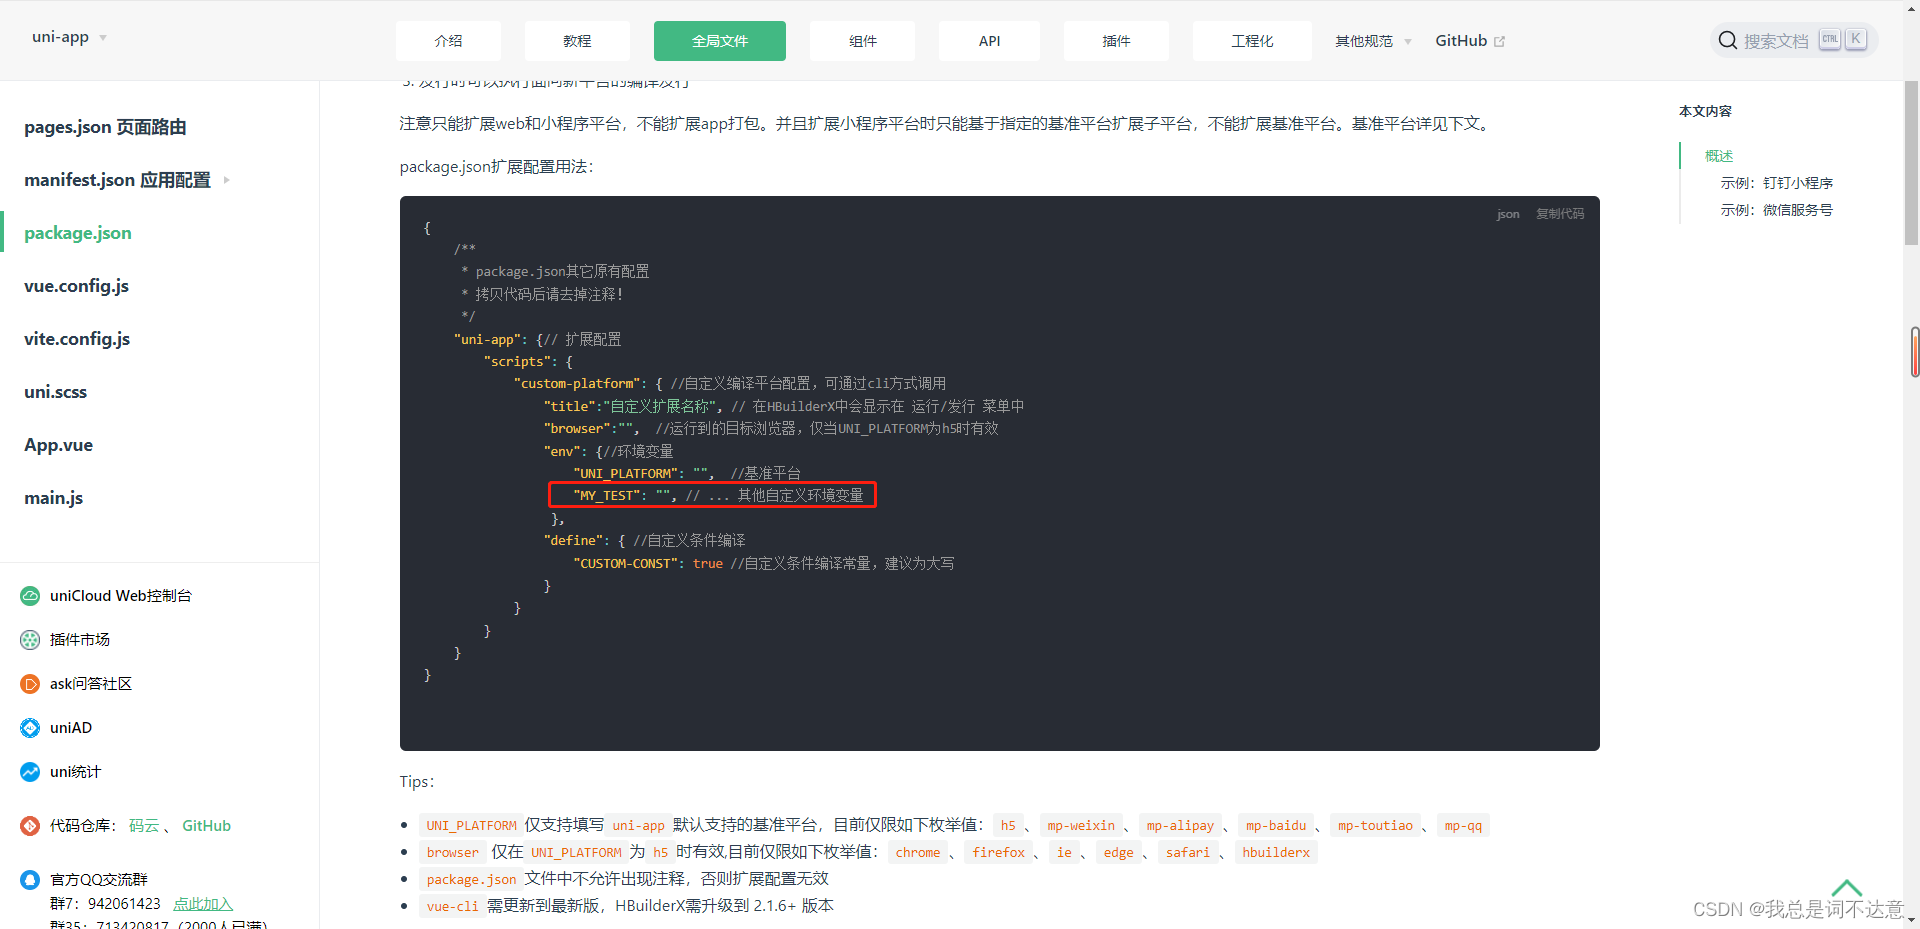 uni-app
介绍
教程
全局文件
组件
API
插件
工程化
其他规范
GitHub
搜索文档
CTRL
K
pages.json 页面路由
manifest.json 应用配置
package.json
vue.config.js
vite.config.js
uni.scss
App.vue
main.js
uniCloud Web控制台
插件市场
ask问答社区
uniAD
uni统计
代码仓库： 码云 、 GitHub
官方QQ交流群
群7：942061423 点此加入
群35：713420817（2000人已满）
3. 发行时可以执行面向新平台的编译发行
注意只能扩展web和小程序平台，不能扩展app打包。并且扩展小程序平台时只能基于指定的基准平台扩展子平台，不能扩展基准平台。基准平台详见下文。
package.json扩展配置用法：
json 复制代码
{
/**
* package.json其它原有配置
* 拷贝代码后请去掉注释！
*/
"uni-app": {// 扩展配置
"scripts": {
"custom-platform": { //自定义编译平台配置，可通过cli方式调用
"title":"自定义扩展名称", // 在HBuilderX中会显示在 运行/发行 菜单中
"browser":"", //运行到的目标浏览器，仅当UNI_PLATFORM为h5时有效
"env": {//环境变量
"UNI_PLATFORM": "", //基准平台
"MY_TEST": "", // ... 其他自定义环境变量
},
"define": { //自定义条件编译
"CUSTOM-CONST": true //自定义条件编译常量，建议为大写
}
}
}
}
}
Tips：
UNI_PLATFORM 仅支持填写 uni-app 默认支持的基准平台，目前仅限如下枚举值： h5 、 mp-weixin 、 mp-alipay 、 mp-baidu 、 mp-toutiao 、 mp-qq
browser 仅在 UNI_PLATFORM 为 h5 时有效,目前仅限如下枚举值： chrome 、 firefox 、 ie 、 edge 、 safari 、 hbuilderx
package.json 文件中不允许出现注释，否则扩展配置无效
vue-cli 需更新到最新版，HBuilderX需升级到 2.1.6+ 版本
本文内容
概述
示例：钉钉小程序
示例：微信服务号
CSDN @我总是词不达意